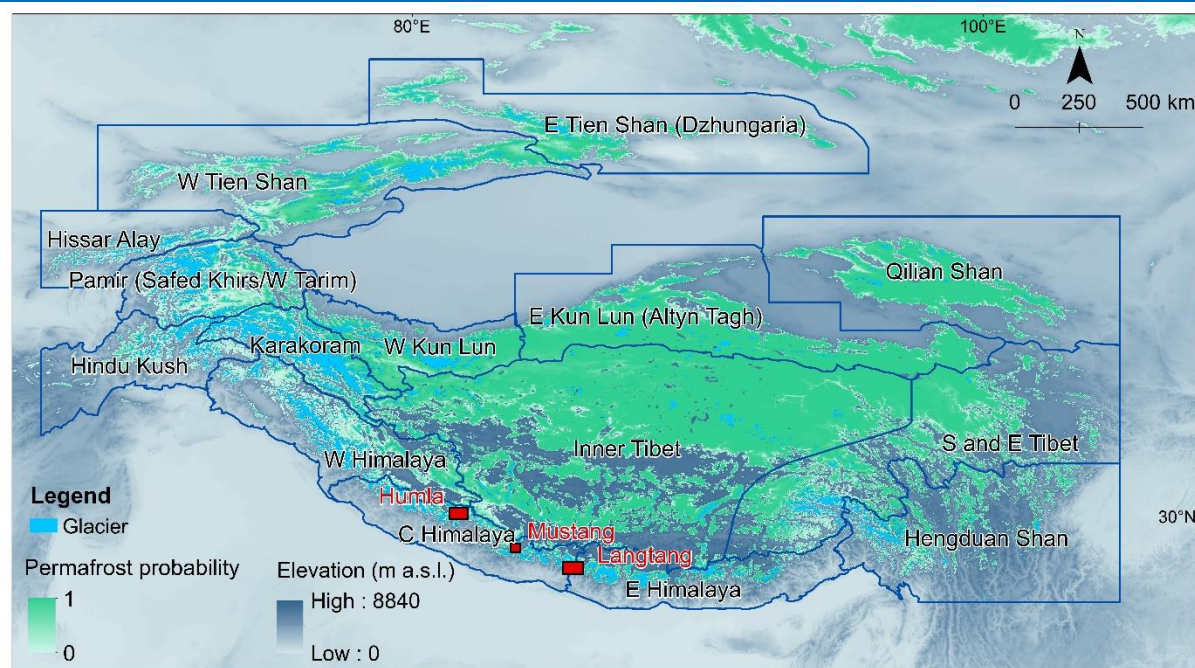 80°E
100°E
N
0 250 500 km
E Tien Shan (Dzhungaria)
W Tien Shan
Hissar Alay
Pamir (Safed Khirs/W Tarim)
Qilian Shan
E Kun Lun (Altyn Tagh)
Karakoram
W Kun Lun
Hindu Kush
Inner Tibet
S and E Tibet
W Himalaya
Legend
Humla
Glacier
30°N
C Himalaya
Mustang
Hengduan Shan
Langtang
Permafrost probability
Elevation (m a.s.l.)
E Himalaya
1
High : 8840
0
Low : 0